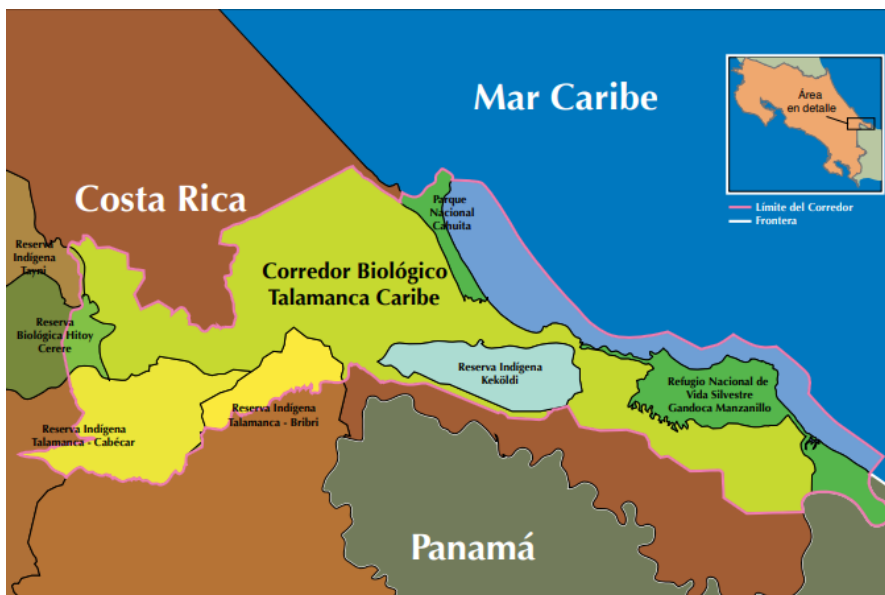 Mar Caribe
Área
en detalle
Límite del Corredor
Frontera
Costa Rica
Parque
Nacional
Cahuita
Reserva
Indígena
Tayni
Corredor Biológico
Talamanca Caribe
Reserva
Biológica Hitoy
Cerere
Reserva Indígena
Keköldi
Refugio Nacional de
Vida Silvestre
Gandoca Manzanillo
Reserva Indígena
Talamanca - Bribri
Reserva Indígena
Talamanca - Cabécar
Panamá